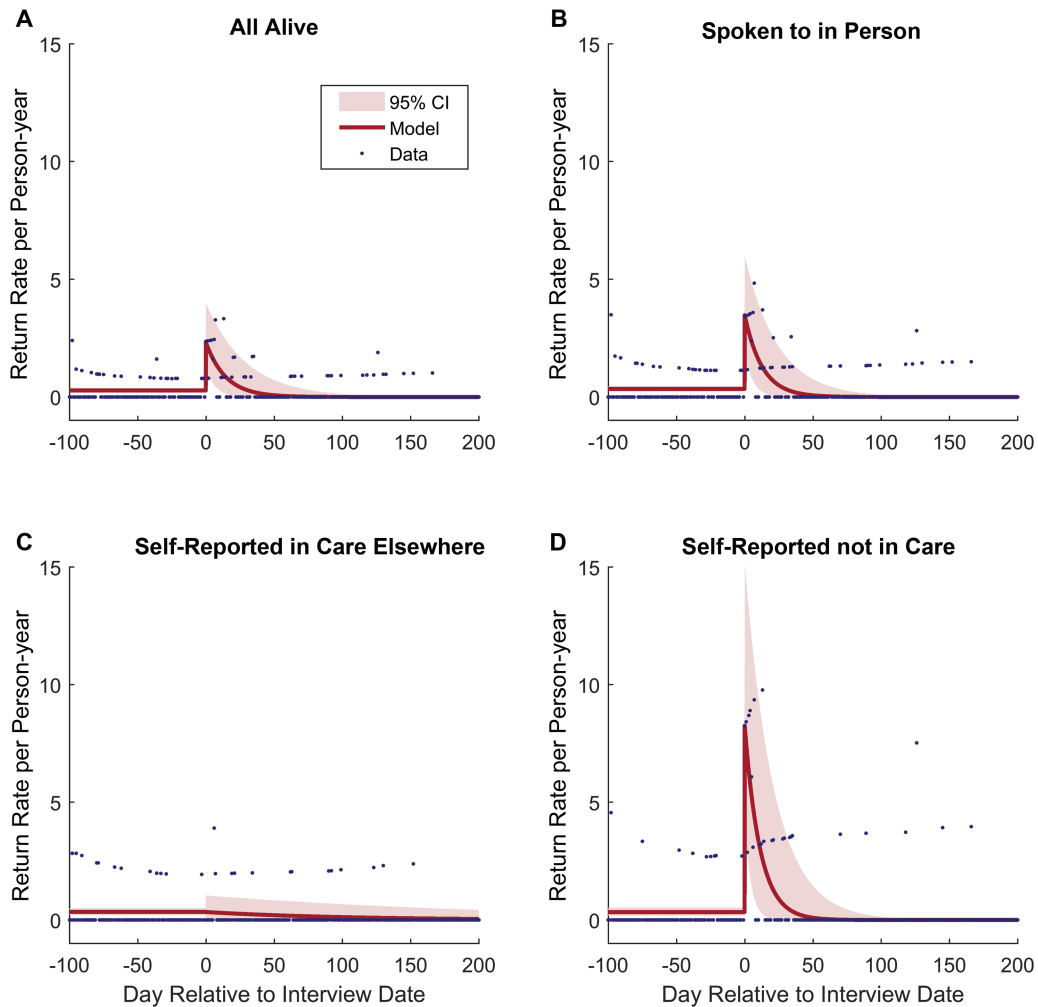 A
All Alive
Return Rate per Person-year
15
10
5
0
95% CI
Model
Data
-100 -50 0 50 100 150 200
B
Spoken to in Person
Return Rate per Person-year
15
10
5
0
-100 -50 0 50 100 150 200
C
Self-Reported in Care Elsewhere
Return Rate per Person-year
15
10
5
0
-100 -50 0 50 100 150 200
Day Relative to Interview Date
D
Self-Reported not in Care
Return Rate per Person-year
15
10
5
0
-100 -50 0 50 100 150 200
Day Relative to Interview Date